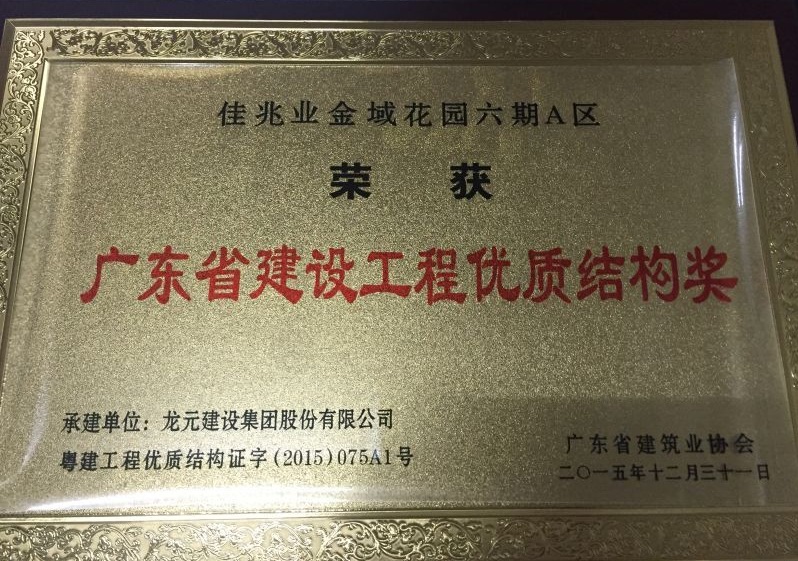 佳兆业金域花园六期A区
荣获
广东省建设工程优质结构奖
承建单位：龙元建设集团股份有限公司
粤建工程优质结构证字(2015)075A1号
广东省建筑业协会
二〇一五年十二月三十一日